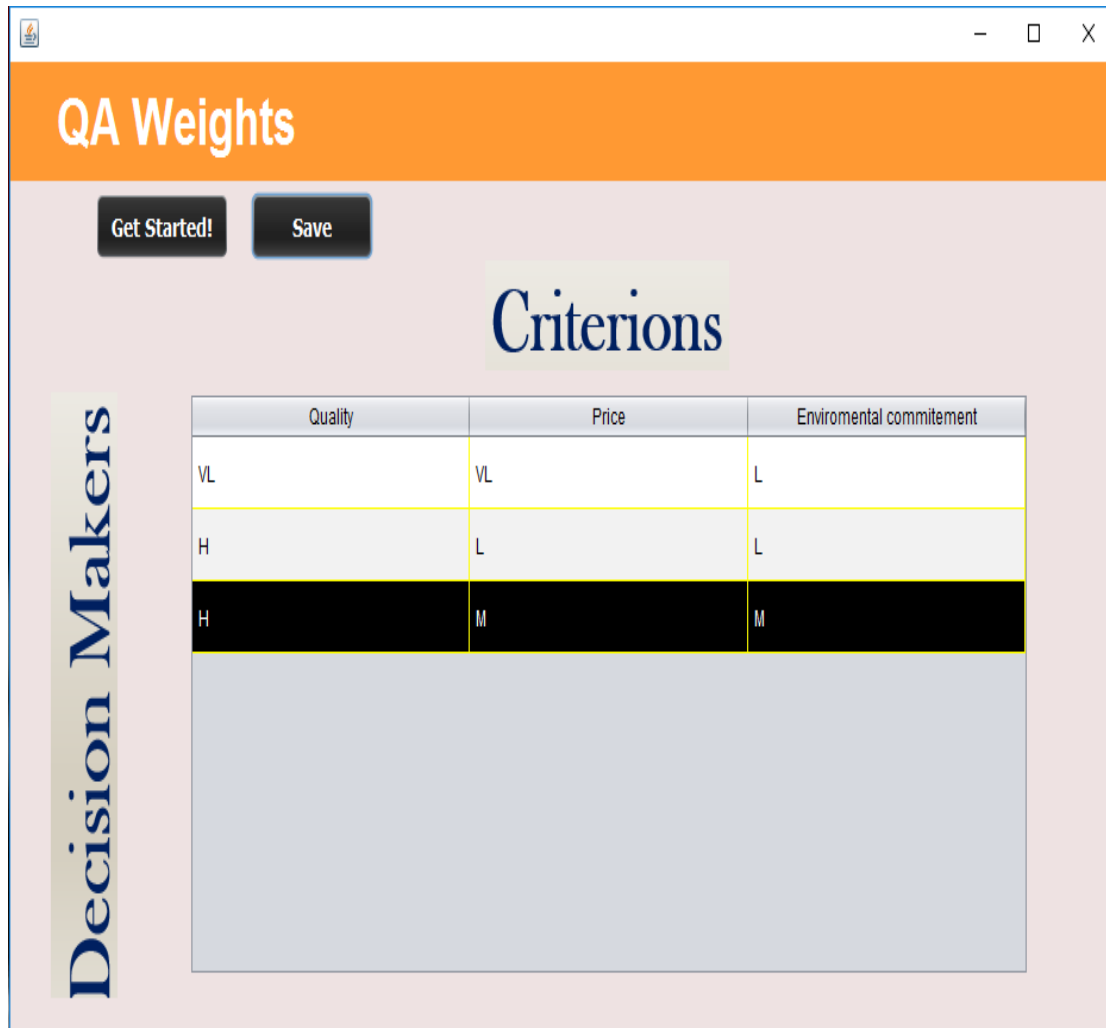 QA Weights
Get Started! Save
Criterions
Decision Makers
Quality Price Enviromental commitement
VL VL L
H L L
H M M